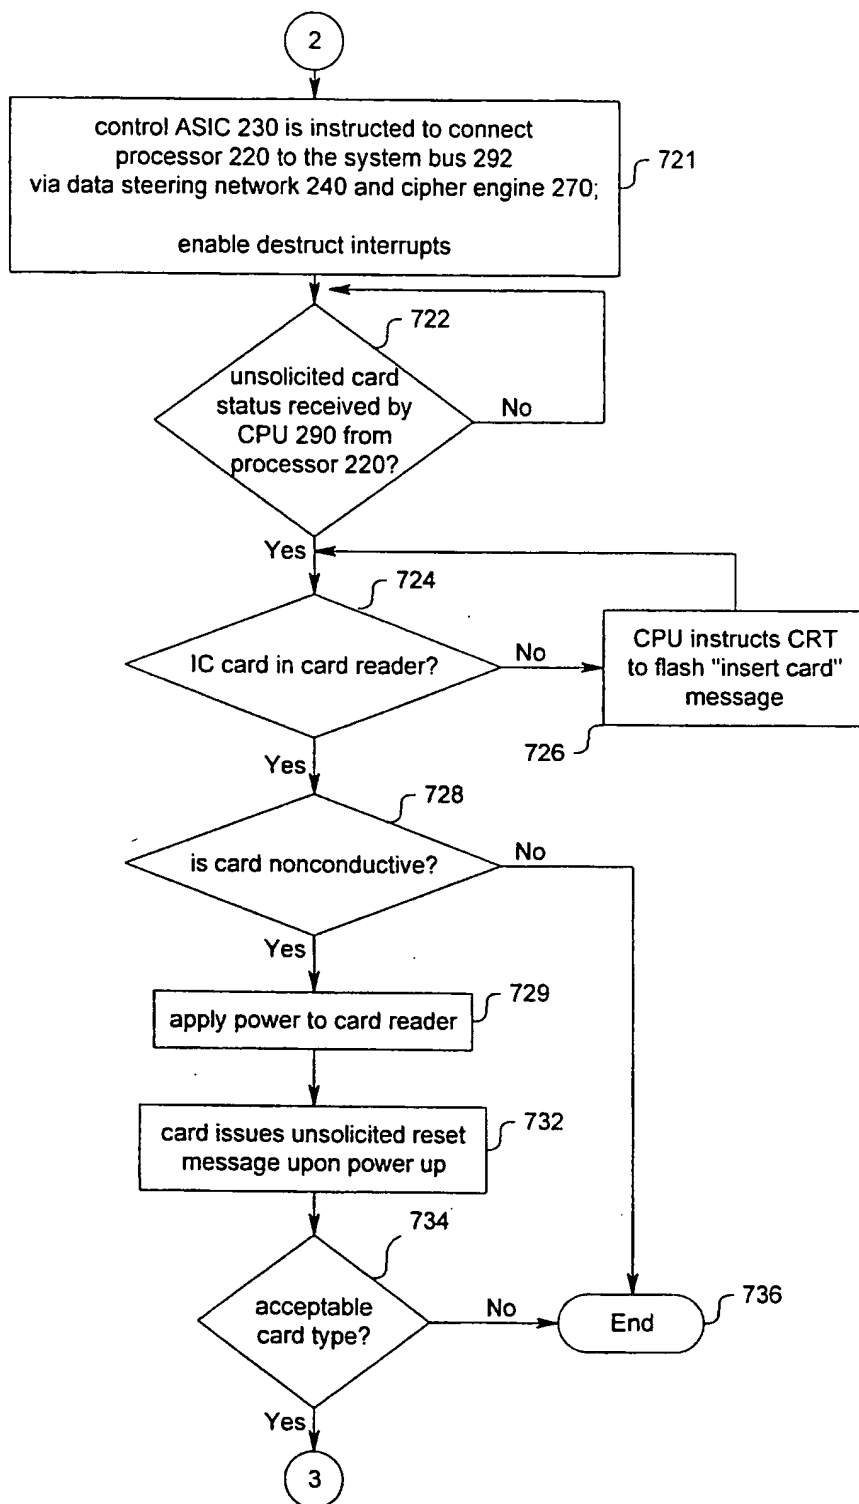 2
control ASIC 230 is instructed to connect
processor 220 to the system bus 292
via data steering network 240 and cipher engine 270;
enable destruct interrupts
721
722
unsolicited card
status received by
CPU 290 from
processor 220?
No
Yes
724
IC card in card reader?
No
CPU instructs CRT
to flash "insert card"
message
726
Yes
728
is card nonconductive?
No
Yes
729
apply power to card reader
732
card issues unsolicited reset
message upon power up
734
acceptable
card type?
No
End
736
Yes
3